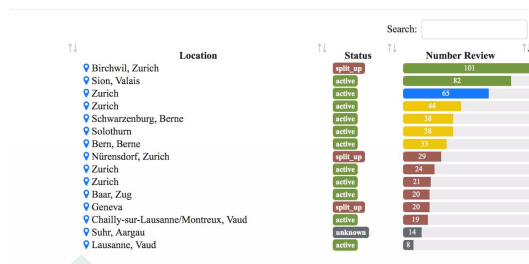 Search:
Location Status Number Review
Birchwil, Zurich split_up 101
Sion, Valais active 82
Zurich active 65
Zurich active 44
Schwarzenburg, Berne active 38
Solothurn active 38
Bern, Berne active 33
Nürensdorf, Zurich split_up 29
Zurich active 24
Zurich active 21
Baar, Zug active 20
Geneva split_up 20
Chailly-sur-Lausanne/Montreux, Vaud active 19
Suhr, Aargau unknown 14
Lausanne, Vaud active 8